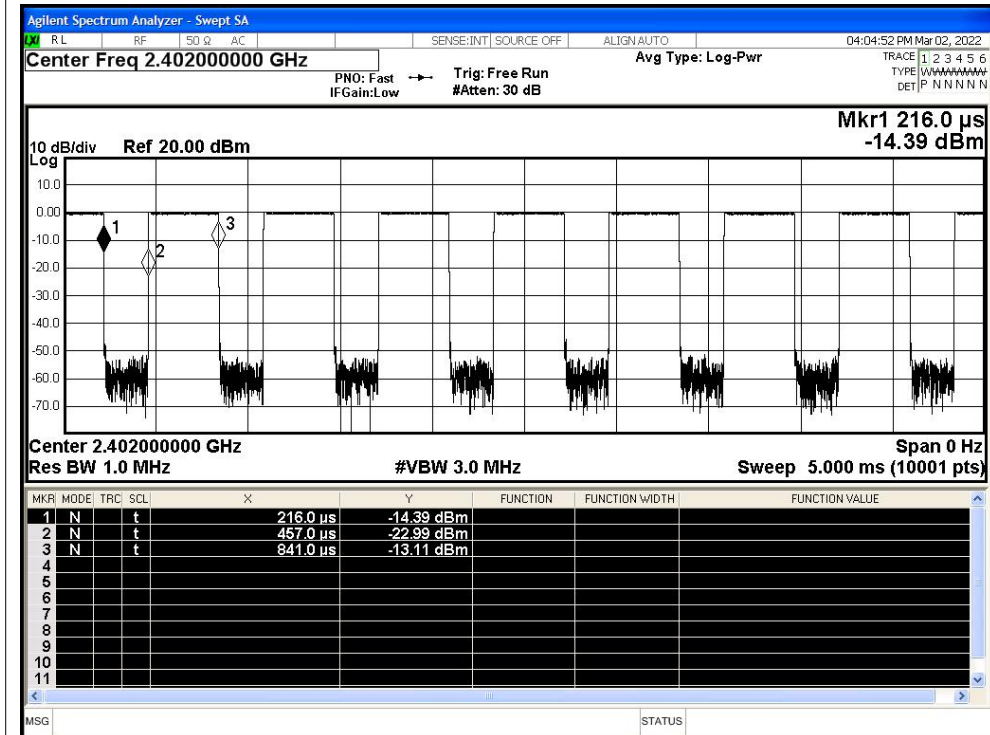 Agilent Spectrum Analyzer - Swept SA
LXI RL RF 50 Ω AC SENSE:INT SOURCE OFF ALIGN AUTO 04:04:52 PM Mar 02, 2022
Center Freq 2.402000000 GHz
PNO: Fast
IFGain:Low
Trig: Free Run
#Atten: 30 dB
Avg Type: Log-Pwr
TRACE 1 2 3 4 5 6
TYPE
DET P N N N N N
Mkr1 216.0 µs
-14.39 dBm
10 dB/div Ref 20.00 dBm
Log
10.0
0.00
-10.0
-20.0
-30.0
-40.0
-50.0
-60.0
-70.0
1
2
3
Center 2.402000000 GHz Span 0 Hz
Res BW 1.0 MHz #VBW 3.0 MHz Sweep 5.000 ms (10001 pts)
MKR MODE TRC SCL X Y FUNCTION FUNCTION WIDTH FUNCTION VALUE
1 N t 216.0 µs -14.39 dBm
2 N t 457.0 µs -22.99 dBm
3 N t 841.0 µs -13.11 dBm
4
5
6
7
8
9
10
11
MSG STATUS